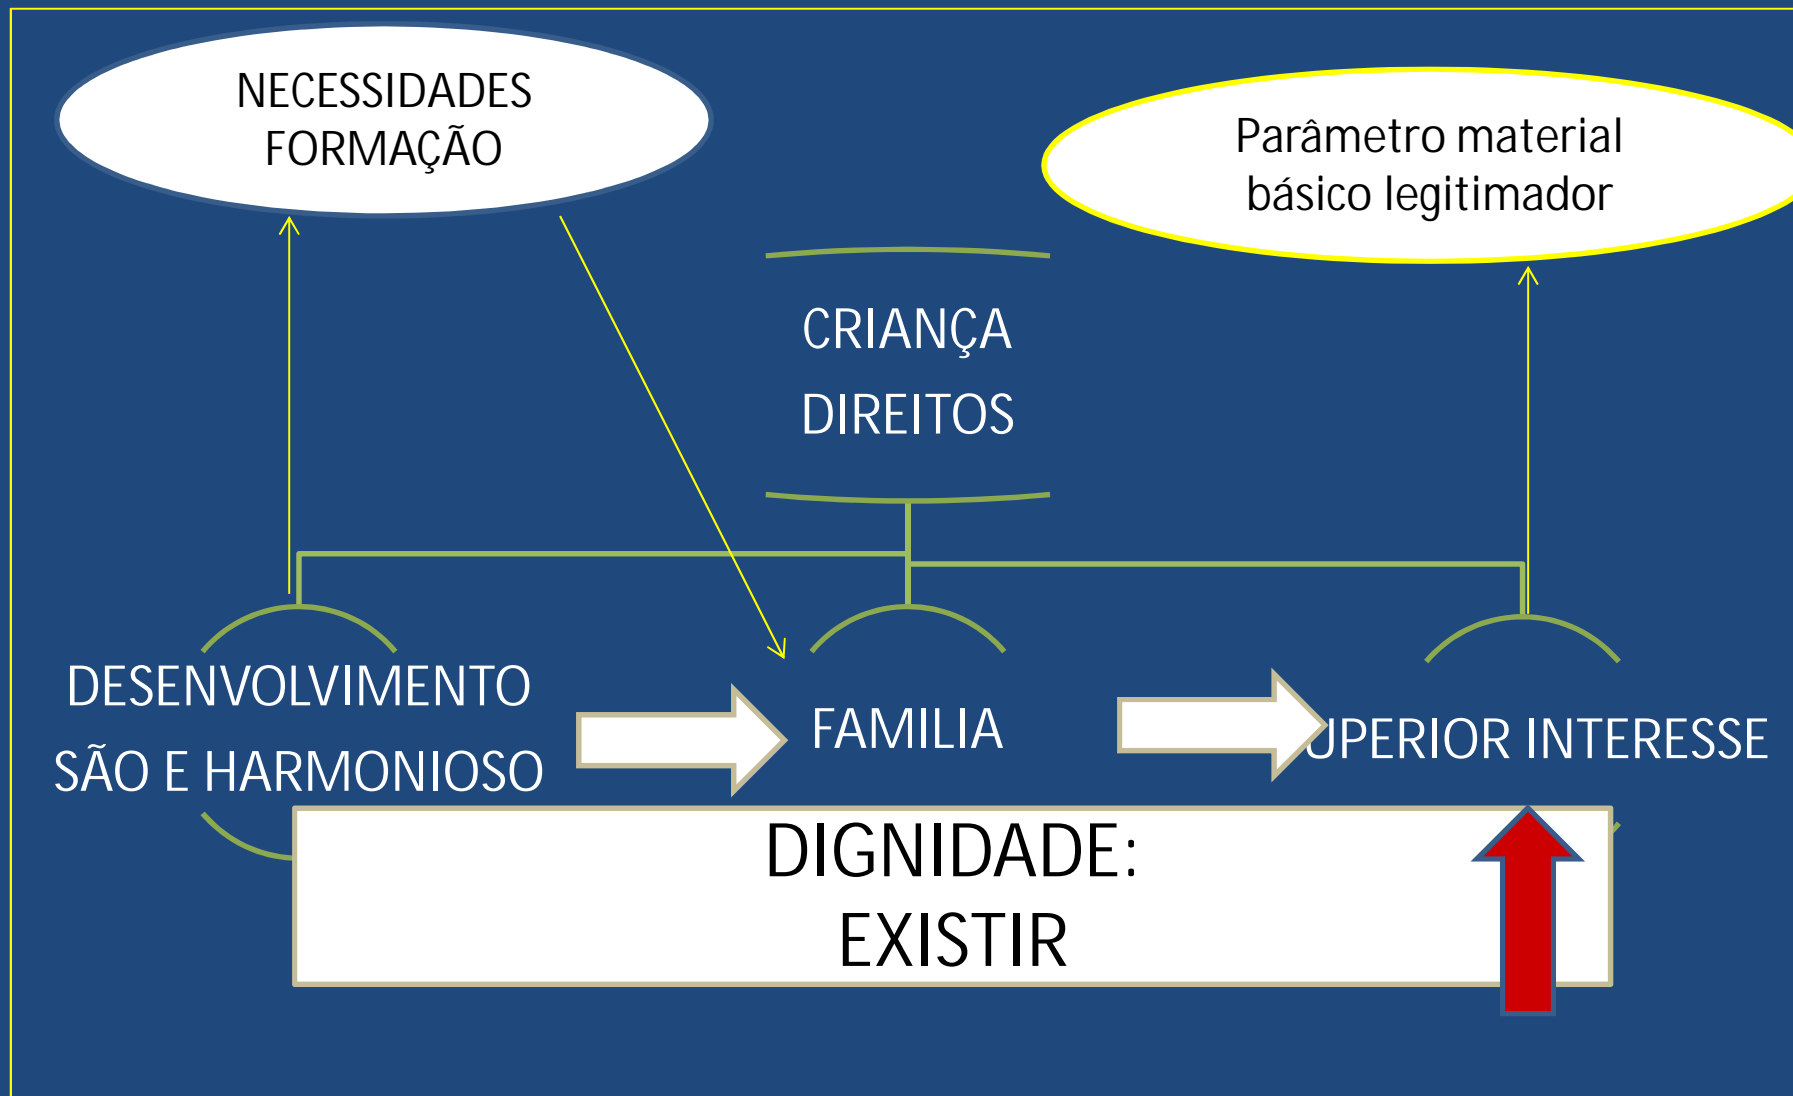 NECESSIDADES
FORMAÇÃO
Parâmetro material
básico legitimador
CRIANÇA
DIREITOS
DESENVOLVIMENTO
SÃO E HARMONIOSO
FAMILIA
UPERIOR INTERESSE
DIGNIDADE:
EXISTIR